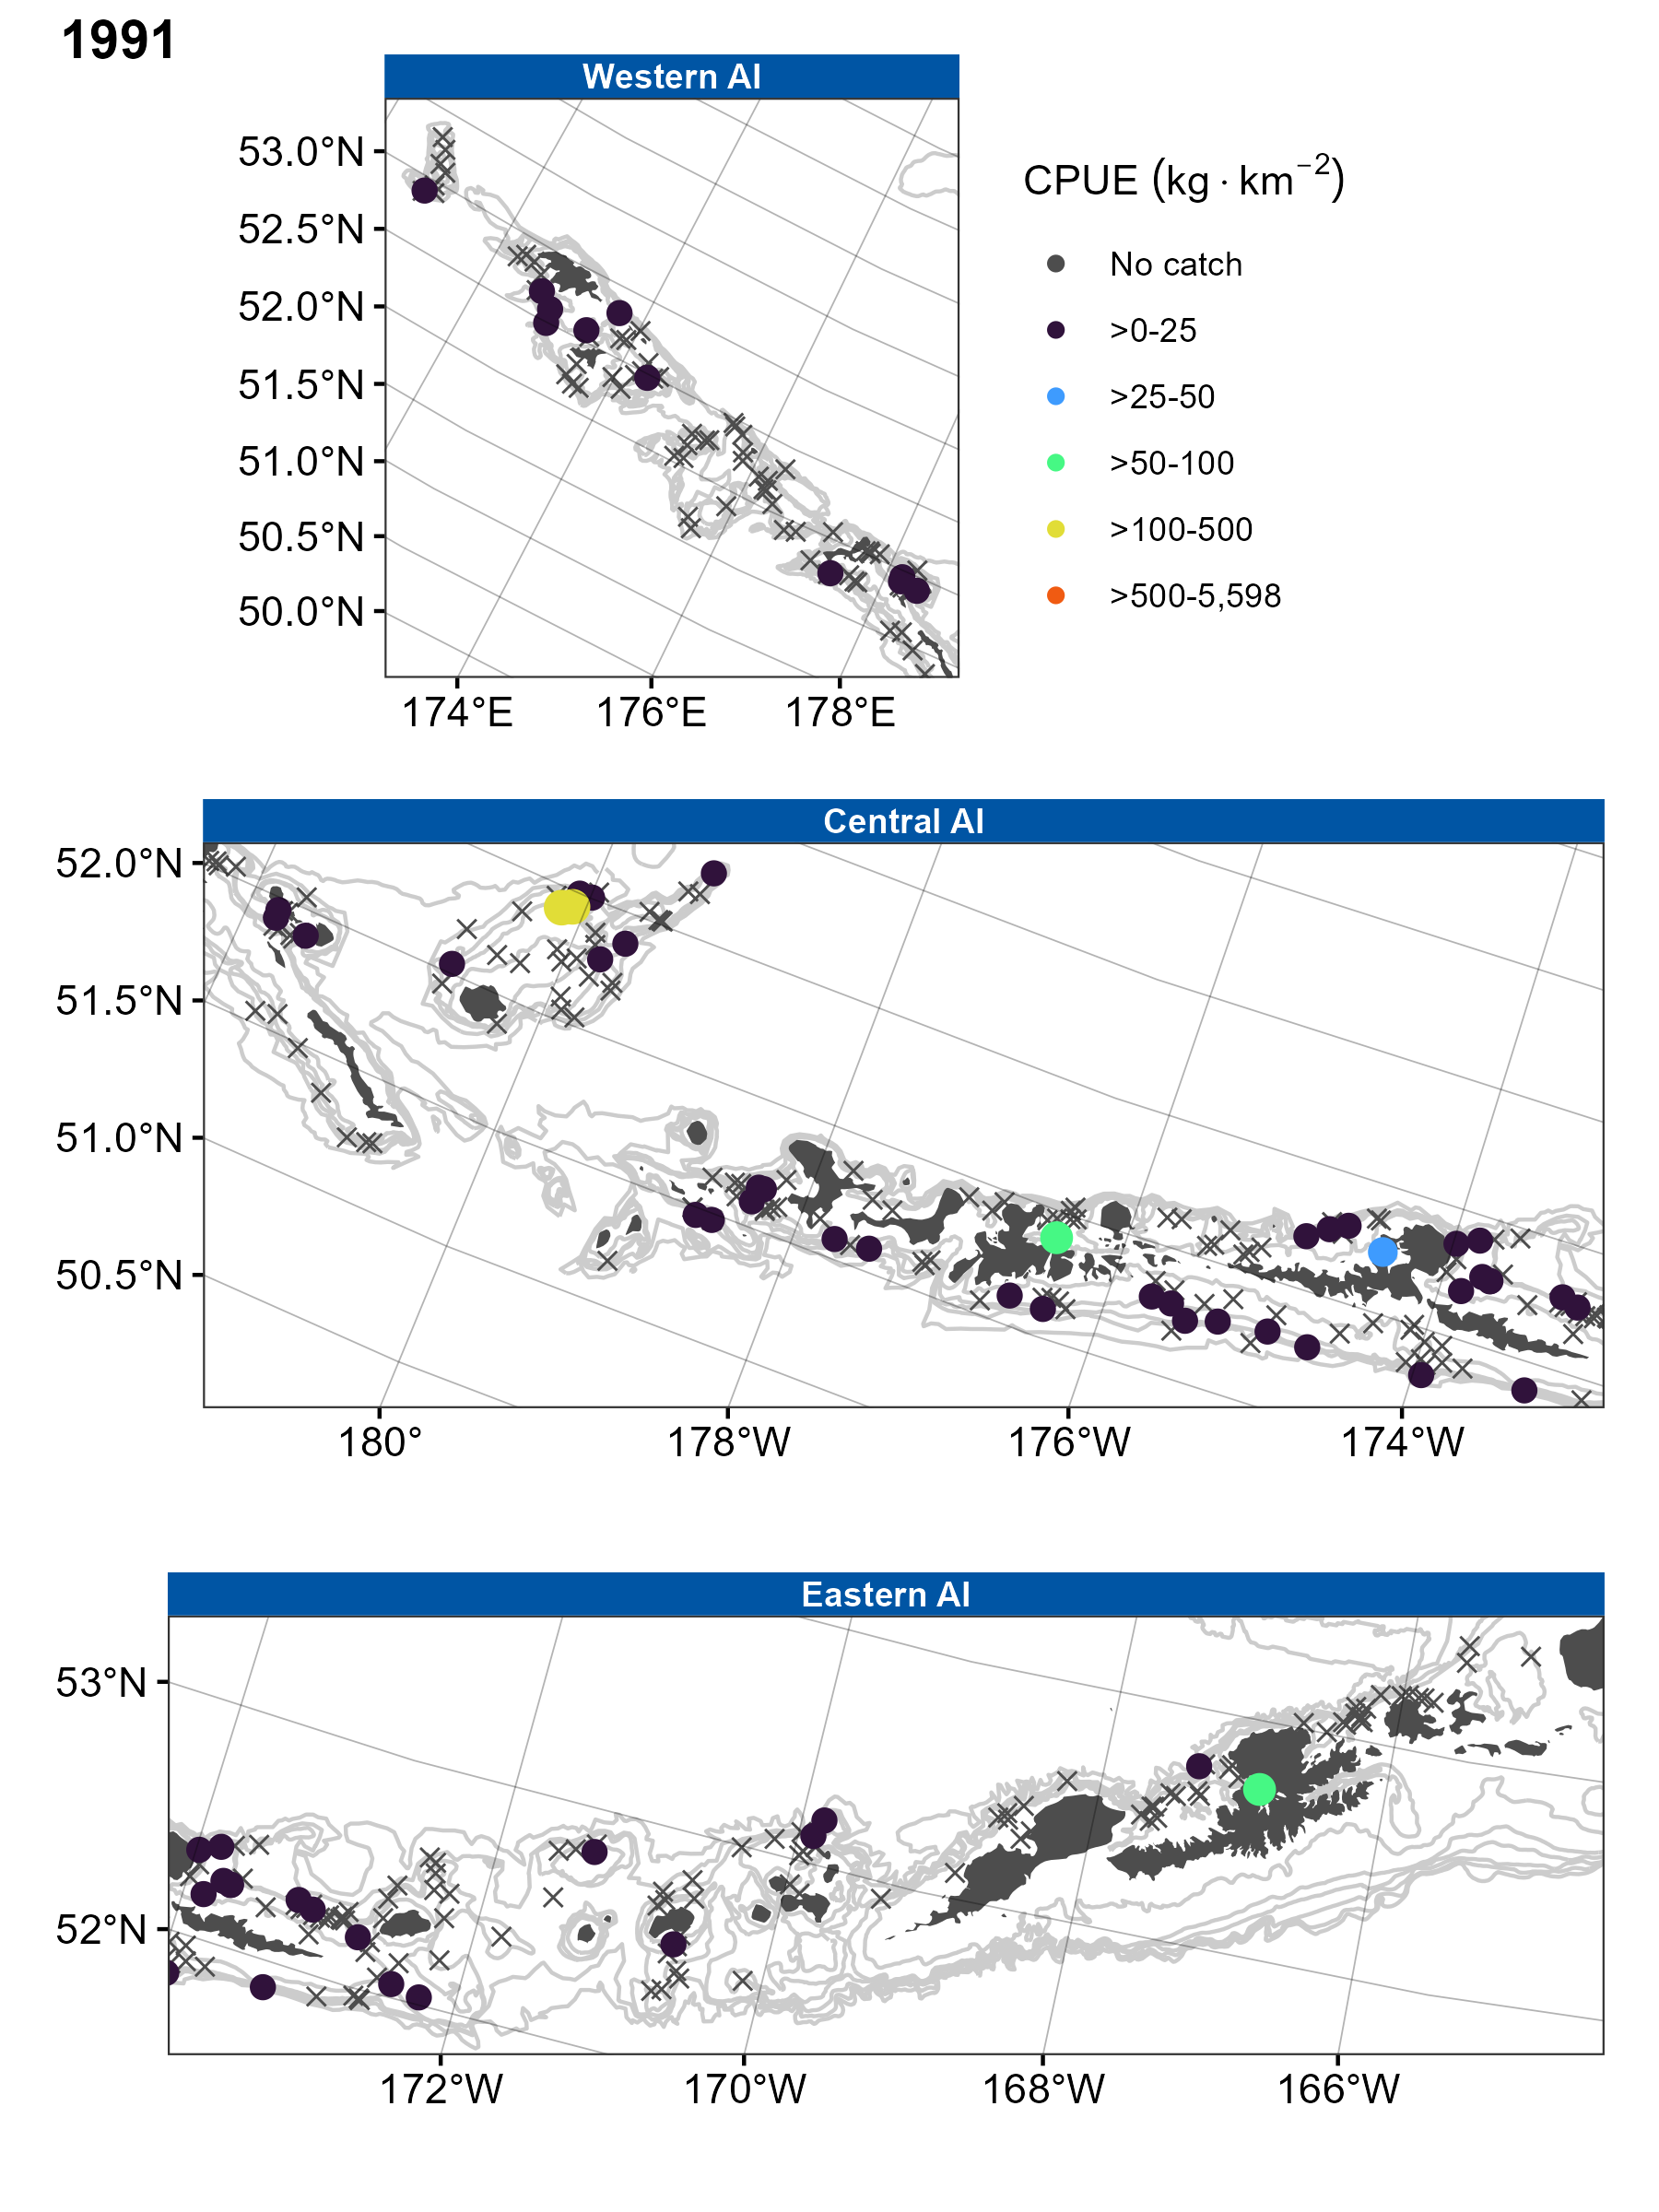 1991
Western AI
53.0°N
52.5°N
52.0°N
51.5°N
51.0°N
50.5°N
50.0°N
174°E 176°E 178°E
CPUE (kg · km⁻²)
No catch
>0-25
>25-50
>50-100
>100-500
>500-5,598
Central AI
52.0°N
51.5°N
51.0°N
50.5°N
180° 178°W 176°W 174°W
Eastern AI
53°N
52°N
172°W 170°W 168°W 166°W